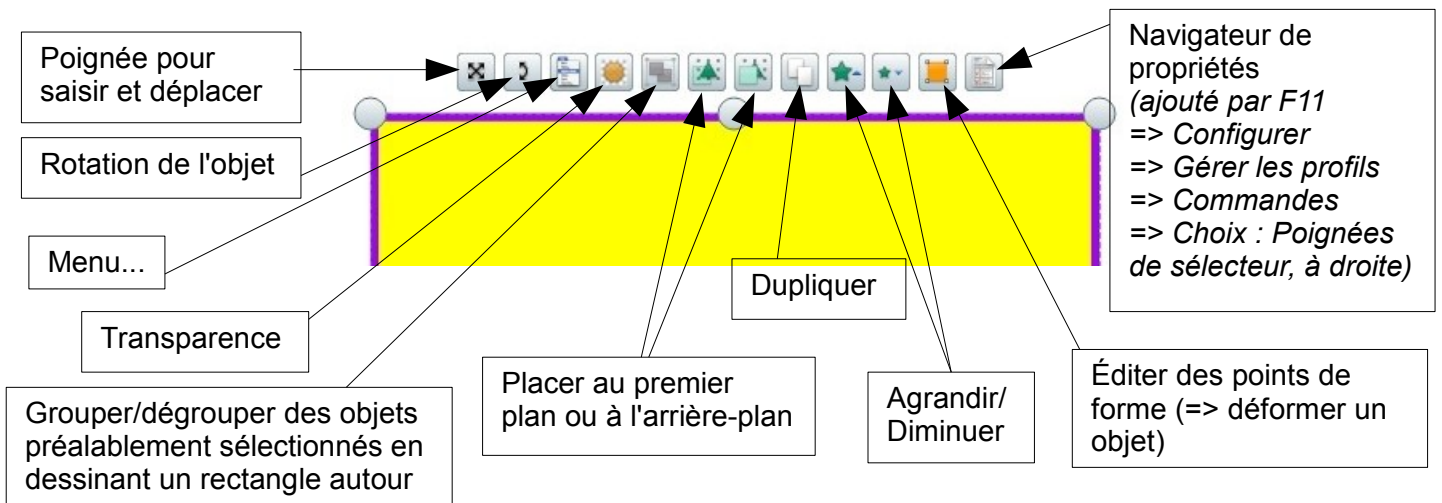 Poignée pour
saisir et déplacer
Rotation de l'objet
Menu...
Transparence
Grouper/dégrouper des objets
préalablement sélectionnés en
dessinant un rectangle autour
Placer au premier
plan ou à l'arrière-plan
Dupliquer
Agrandir/
Diminuer
Éditer des points de
forme (=> déformer un
objet)
Navigateur de
propriétés
(ajouté par F11
=> Configurer
=> Gérer les profils
=> Commandes
=> Choix : Poignées
de sélecteur, à droite)